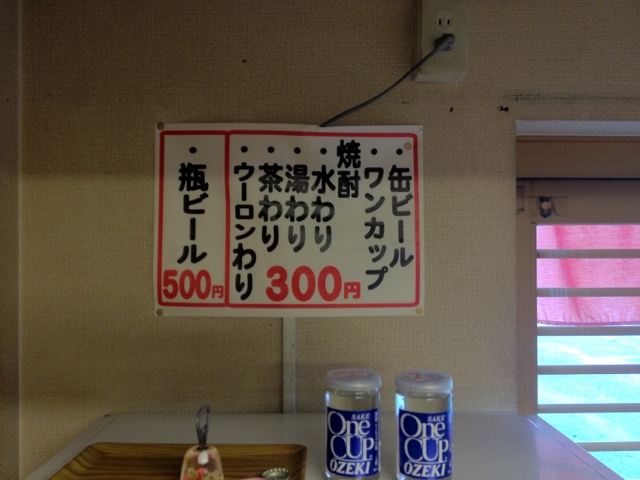 ・缶ビール
・ワンカップ
焼酎
・水わり
・湯わり
・茶わり
・ウーロンわり
300円
・瓶ビール
500円
SAKE
One
CUP
OZEKI
SAKE
One
CUP
OZEKI